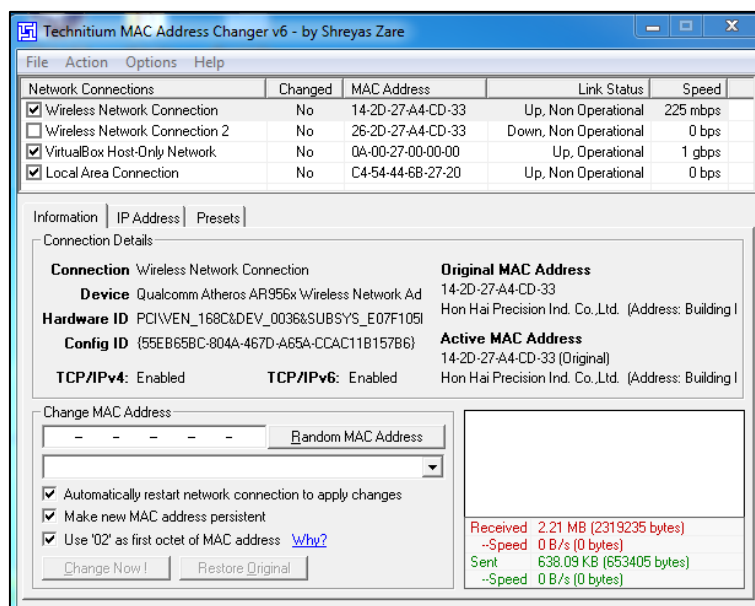 Technitium MAC Address Changer v6 - by Shreyas Zare
File Action Options Help
Network Connections Changed MAC Address Link Status Speed
Wireless Network Connection No 14-2D-27-A4-CD-33 Up, Non Operational 225 mbps
Wireless Network Connection 2 No 26-2D-27-A4-CD-33 Down, Non Operational 0 bps
VirtualBox Host-Only Network No 0A-00-27-00-00-00 Up, Operational 1 gbps
Local Area Connection No C4-54-44-6B-27-20 Up, Non Operational 0 bps
Information IP Address Presets
Connection Details
Connection Wireless Network Connection
Device Qualcomm Atheros AR956x Wireless Network Ad
Hardware ID PCI\VEN_168C&DEV_0036&SUBSYS_E07F105
Config ID {55EB65BC-804A-467D-A65A-CCAC11B157B6}
TCP/IPv4: Enabled TCP/IPv6: Enabled
Original MAC Address
14-2D-27-A4-CD-33
Hon Hai Precision Ind. Co.,Ltd. (Address: Building
Active MAC Address
14-2D-27-A4-CD-33 (Original)
Hon Hai Precision Ind. Co.,Ltd. (Address: Building
Change MAC Address
- - - - -
Random MAC Address
Automatically restart network connection to apply changes
Make new MAC address persistent
Use '02' as first octet of MAC address Why?
Change Now ! Restore Original
Received 2.21 MB (2319235 bytes)
--Speed 0 B/s (0 bytes)
Sent 638.09 KB (653405 bytes)
--Speed 0 B/s (0 bytes)